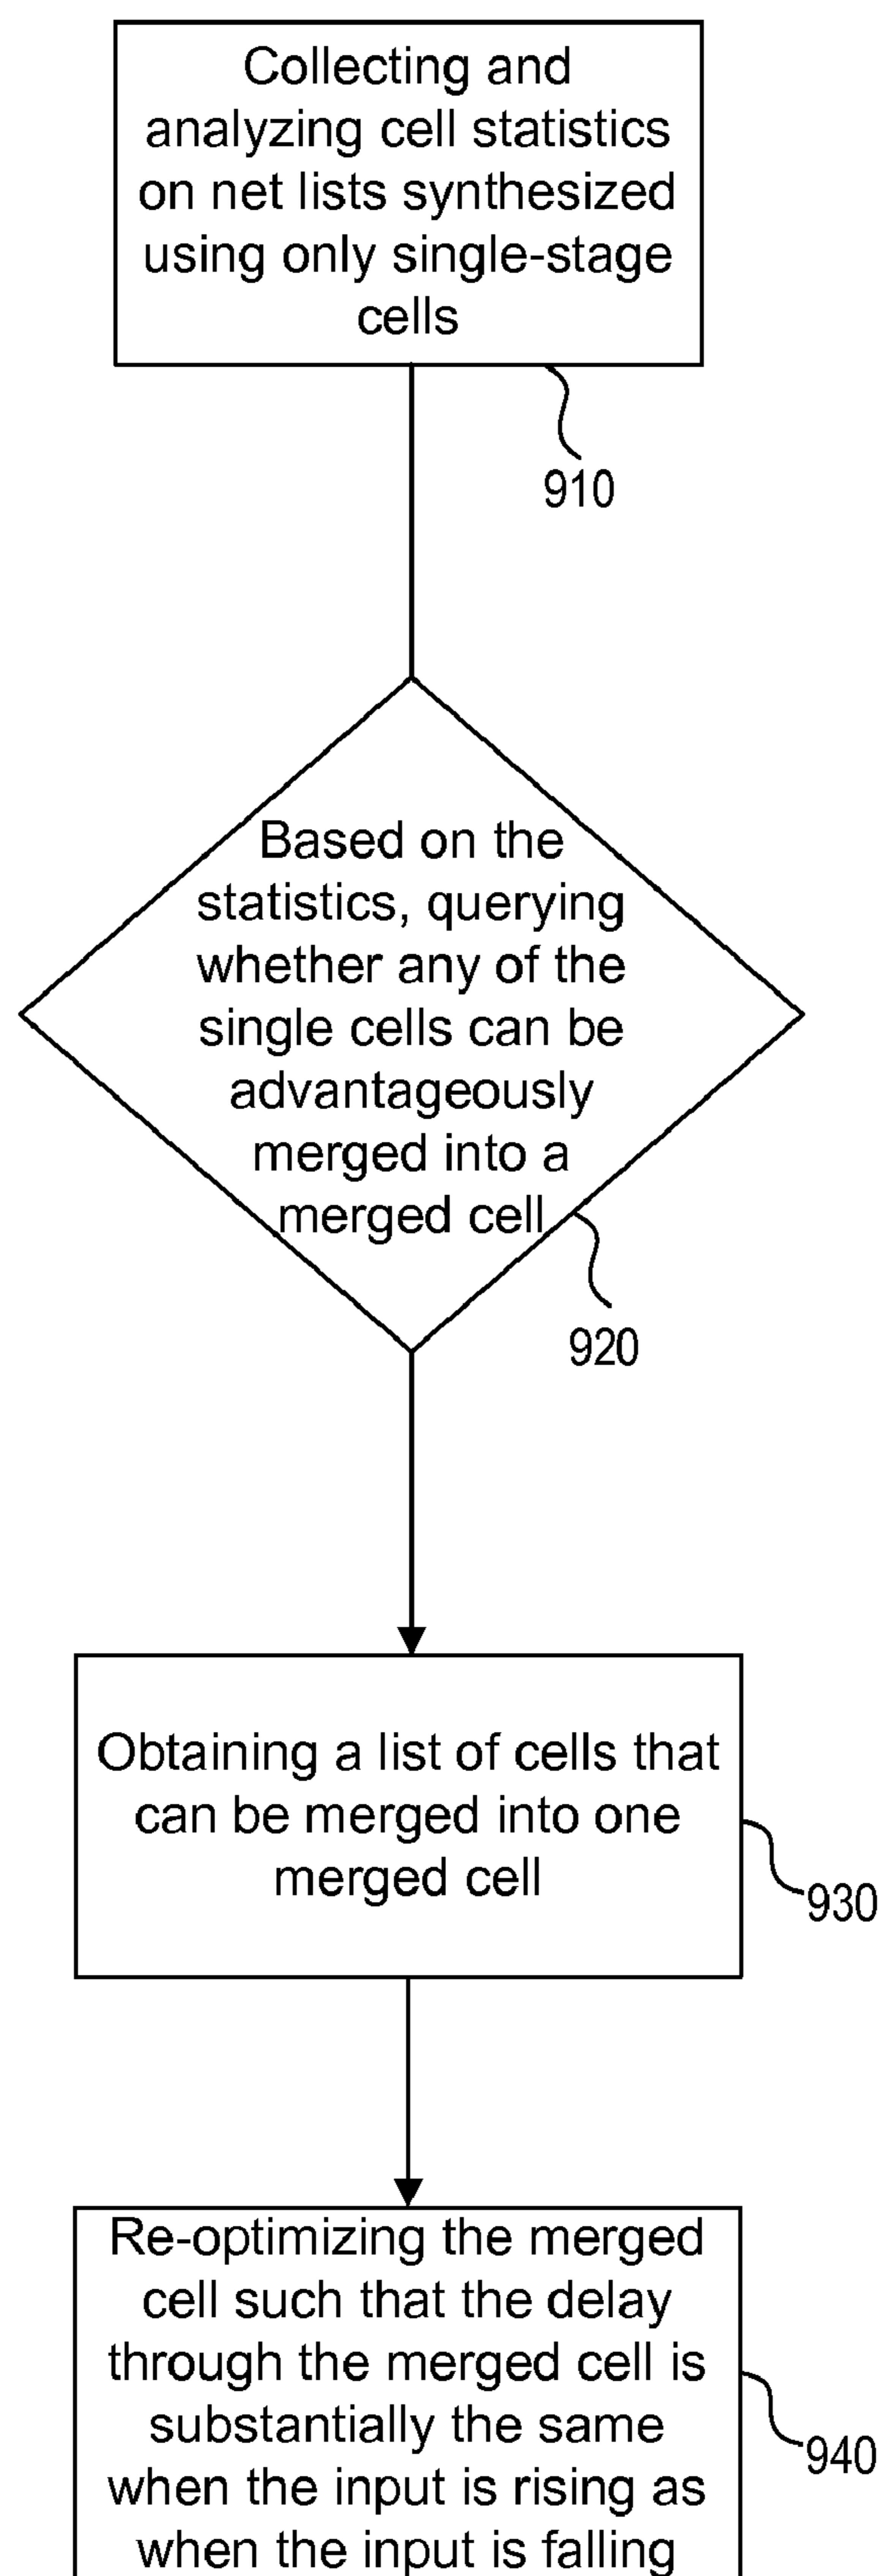 Collecting and
analyzing cell statistics
on net lists synthesized
using only single-stage
cells
910
Based on the
statistics, querying
whether any of the
single cells can be
advantageously
merged into a
merged cell
920
Obtaining a list of cells that
can be merged into one
merged cell
930
Re-optimizing the merged
cell such that the delay
through the merged cell is
substantially the same
when the input is rising as
when the input is falling
940